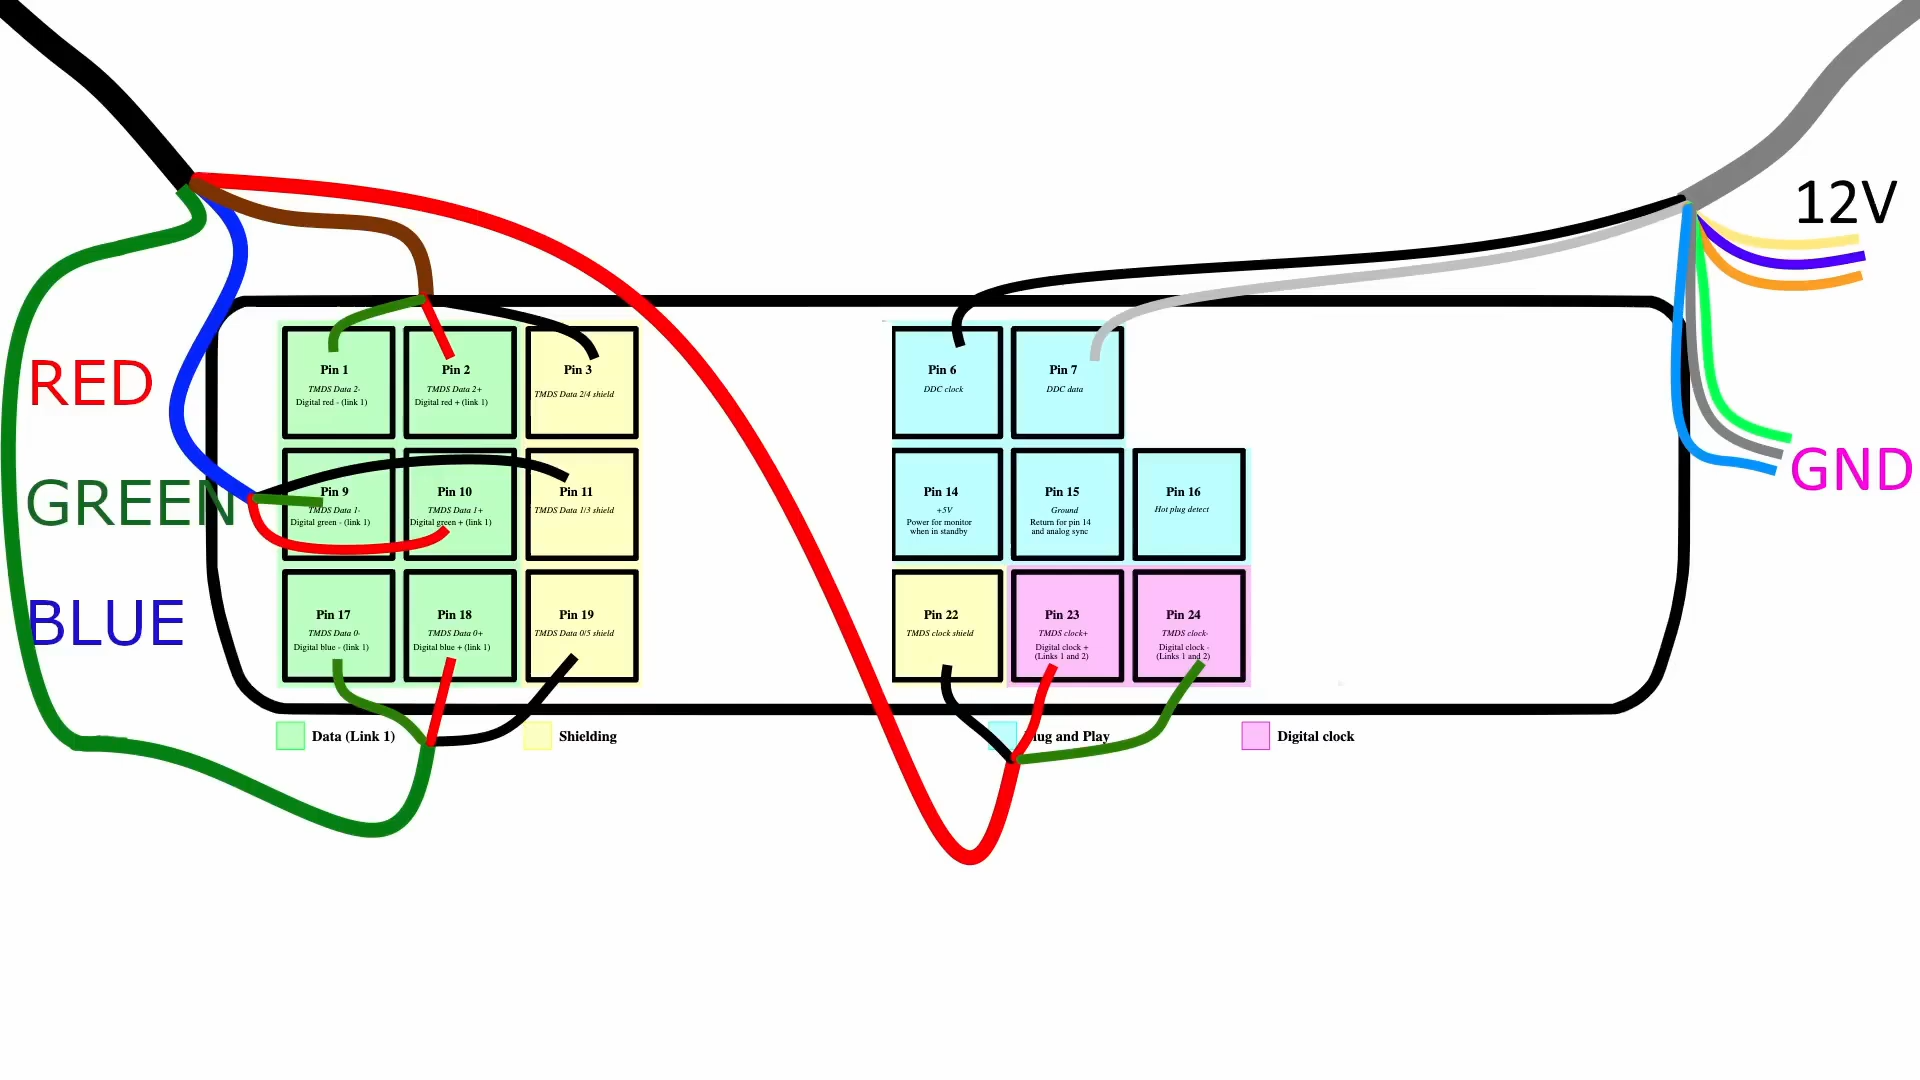 12V
RED
GREEN
BLUE
GND
Pin 1
TMDS Data 2-
Digital red - (link 1)
Pin 2
TMDS Data 2+
Digital red + (link 1)
Pin 3
TMDS Data 2/4 shield
Pin 6
DDC clock
Pin 7
DDC data
Pin 9
TMDS Data 1-
Digital green - (link 1)
Pin 10
TMDS Data 1+
Digital green + (link 1)
Pin 11
TMDS Data 1/3 shield
Pin 14
+5V
Power for monitor
when in standby
Pin 15
Ground
Return for pin 14
and analog sync
Pin 16
Hot plug detect
Pin 17
TMDS Data 0-
Digital blue - (link 1)
Pin 18
TMDS Data 0+
Digital blue + (link 1)
Pin 19
TMDS Data 0/5 shield
Pin 22
TMDS clock shield
Pin 23
TMDS clock+
Digital clock +
(Links 1 and 2)
Pin 24
TMDS clock-
Digital clock -
(Links 1 and 2)
Data (Link 1)
Shielding
Plug and Play
Digital clock